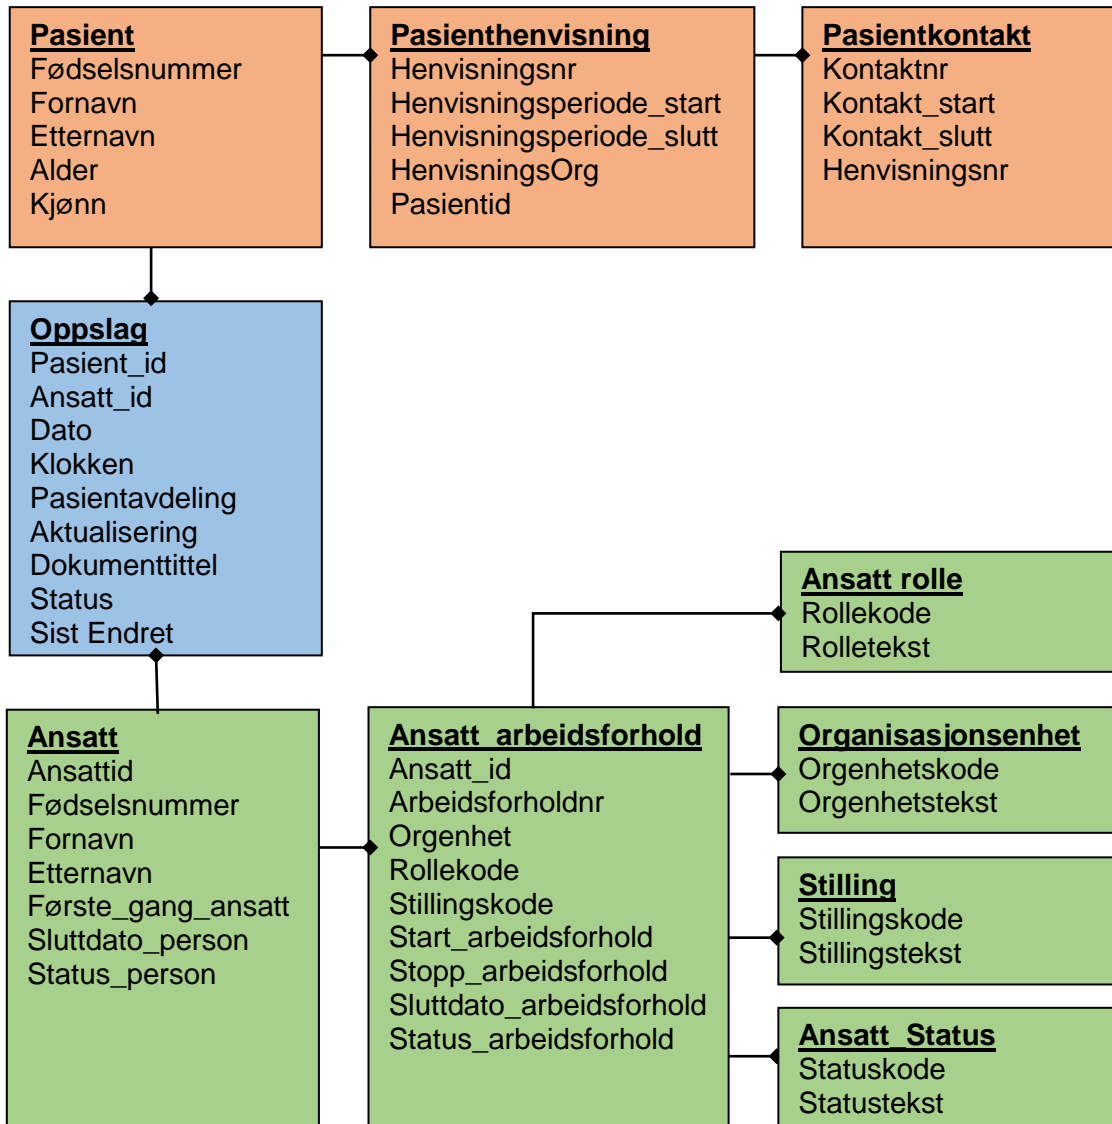 Pasient
Fødselsnummer
Fornavn
Etternavn
Alder
Kjønn
Pasienthenvisning
Henvisningsnr
Henvisningsperiode_start
Henvisningsperiode_slutt
HenvisningsOrg
Pasientid
Pasientkontakt
Kontaktnr
Kontakt_start
Kontakt_slutt
Henvisningsnr
Oppslag
Pasient_id
Ansatt_id
Dato
Klokken
Pasientavdeling
Aktualisering
Dokumenttittel
Status
Sist Endret
Ansatt rolle
Rollekode
Rolletekst
Ansatt
Ansattid
Fødselsnummer
Fornavn
Etternavn
Første_gang_ansatt
Sluttdato_person
Status_person
Ansatt_arbeidsforhold
Ansatt_id
Arbeidsforholdnr
Orgenhet
Rollekode
Stillingskode
Start_arbeidsforhold
Stopp_arbeidsforhold
Sluttdato_arbeidsforhold
Status_arbeidsforhold
Organisasjonsenhet
Orgenhetskode
Orgenhetstekst
Stilling
Stillingskode
Stillingstekst
Ansatt_Status
Statuskode
Statustekst